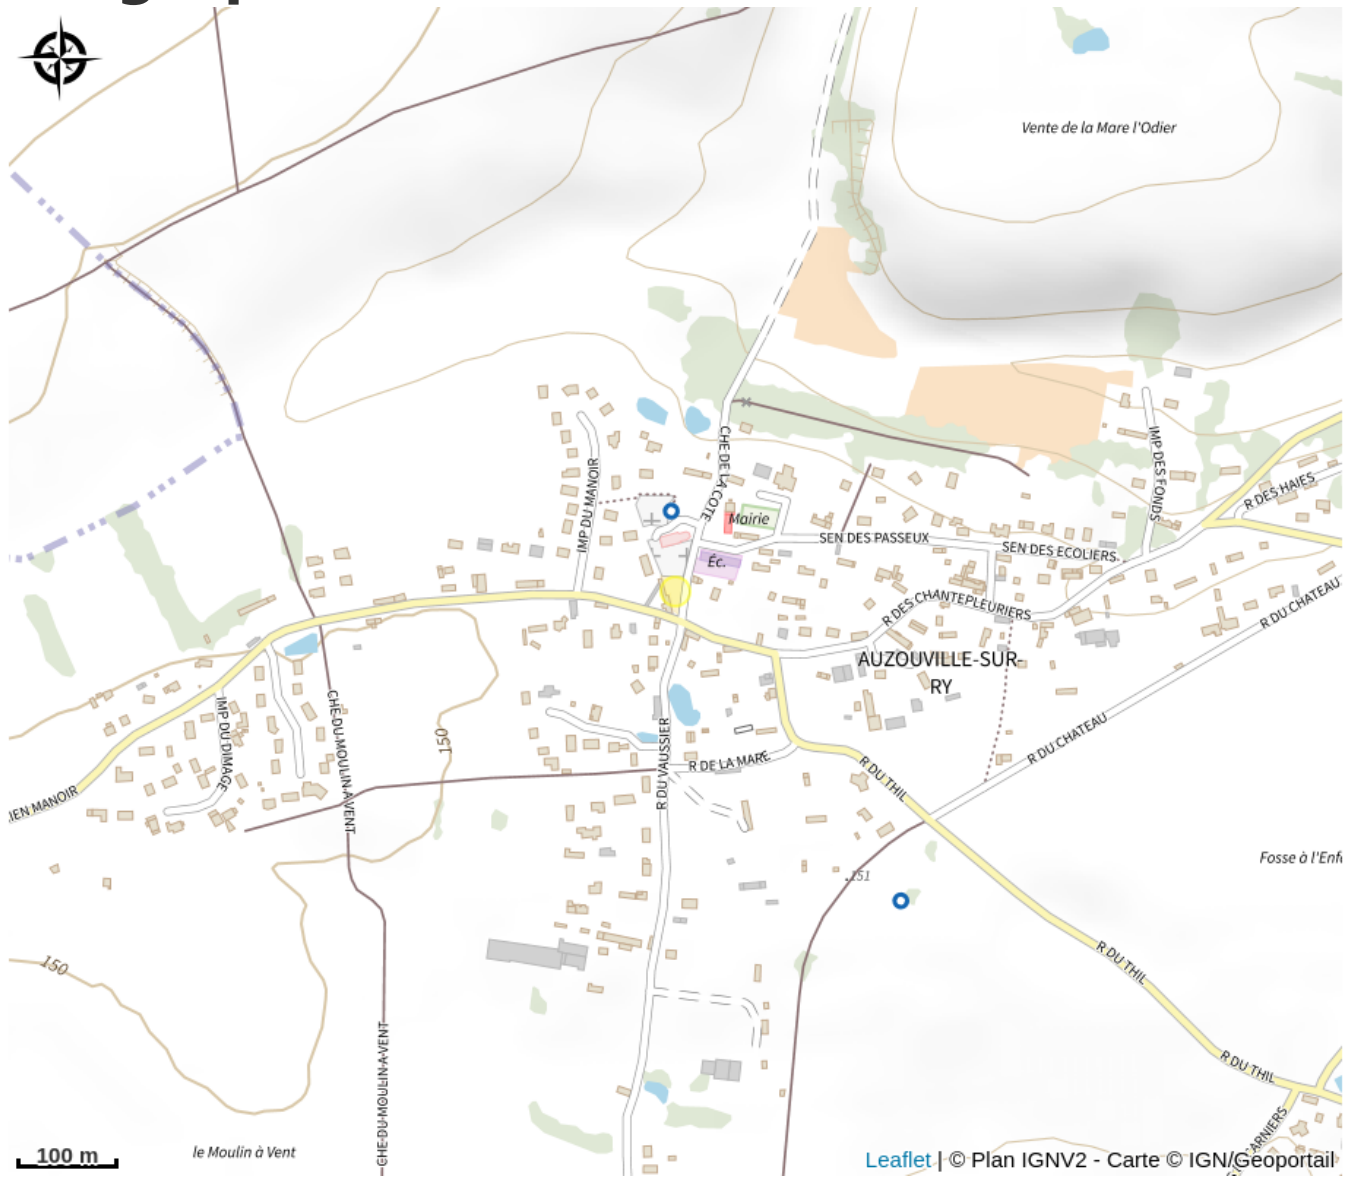 Vente de la Mare l'Odier
IMP DU MANOIR
CHE DE LA COTE
Mairie
Éc.
SEN DES PASSEUX
SEN DES ECOLIERS
IMP DES FONDS
R DES HAIES
R DES CHANTEPLEURIERS
R DU CHATEAU
AUZOUVILLE-SUR-
RY
R DU CHATEAU
IMP DU DIMAGE
CHE-DU-MOULIN-A-VENT
150
R DU VAUSSIER
R DE LA MARE
R DU THIL
IEN MANOIR
151
Fosse à l'Enf
150
R DU THIL
CHE-DU-MOULIN-A-VENT
R DU THIL
CARNIERS
le Moulin à Vent
100 m
Leaflet | © Plan IGNV2 - Carte © IGN/Geoportail